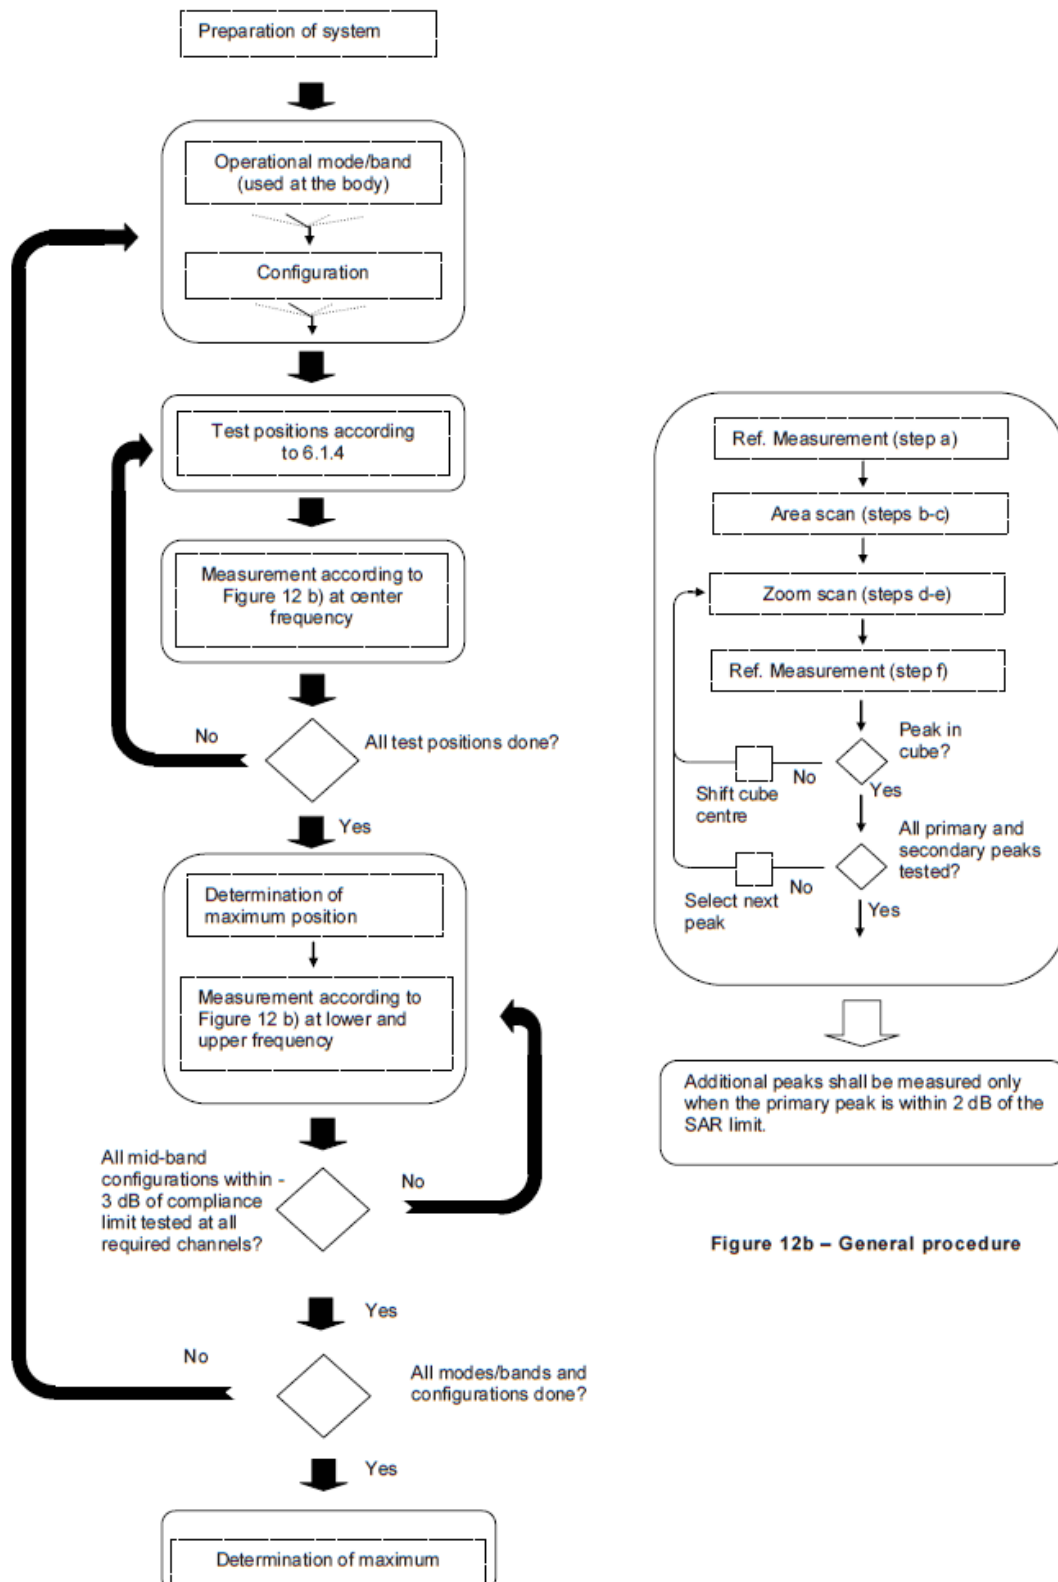 Preparation of system
Operational mode/band
(used at the body)
Configuration
Test positions according
to 6.1.4
Measurement according to
Figure 12 b) at center
frequency
No
All test positions done?
Yes
Determination of
maximum position
Measurement according to
Figure 12 b) at lower and
upper frequency
All mid-band
configurations within -
3 dB of compliance
limit tested at all
required channels?
No
Yes
No
All modes/bands and
configurations done?
Yes
Determination of maximum
Ref. Measurement (step a)
Area scan (steps b-c)
Zoom scan (steps d-e)
Ref. Measurement (step f)
Peak in
cube?
No
Yes
Shift cube
centre
All primary and
secondary peaks
tested?
No
Yes
Select next
peak
Additional peaks shall be measured only
when the primary peak is within 2 dB of the
SAR limit.
Figure 12b – General procedure